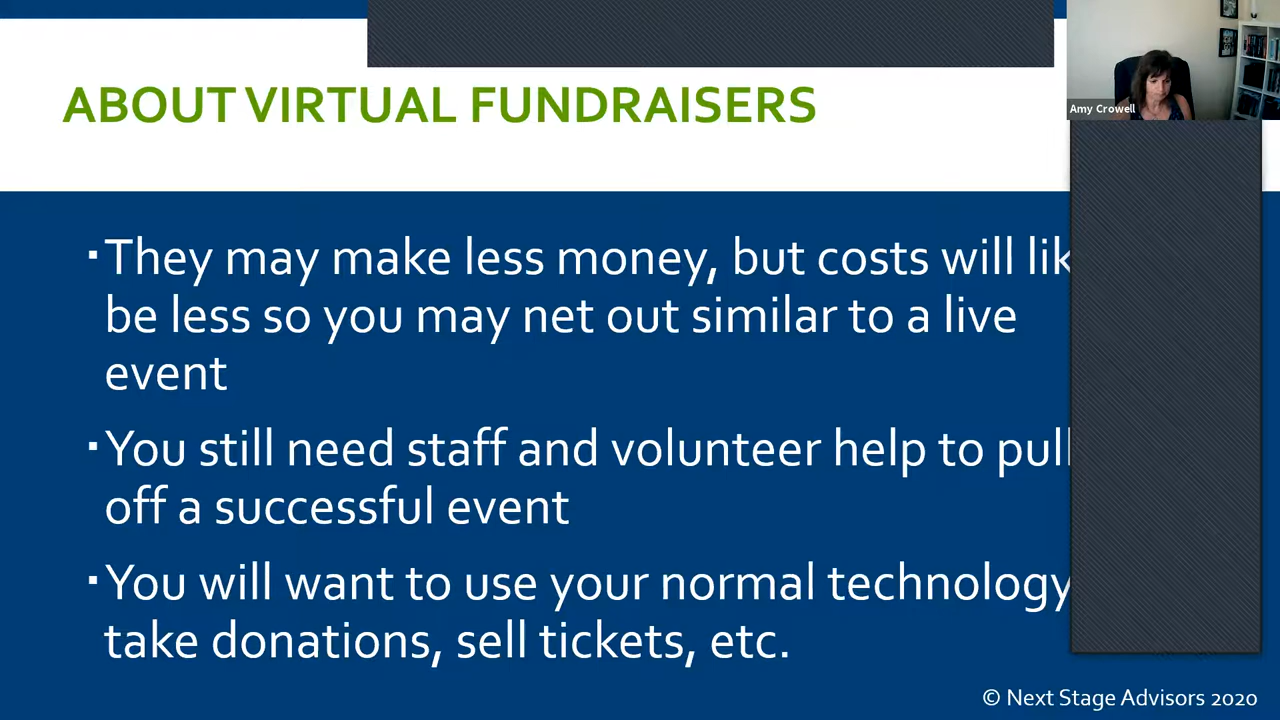 ABOUT VIRTUAL FUNDRAISERS
Amy Crowell
▪They may make less money, but costs will
be less so you may net out similar to a live
event
▪You still need staff and volunteer help to pull
off a successful event
▪You will want to use your normal technology
take donations, sell tickets, etc.
© Next Stage Advisors 2020